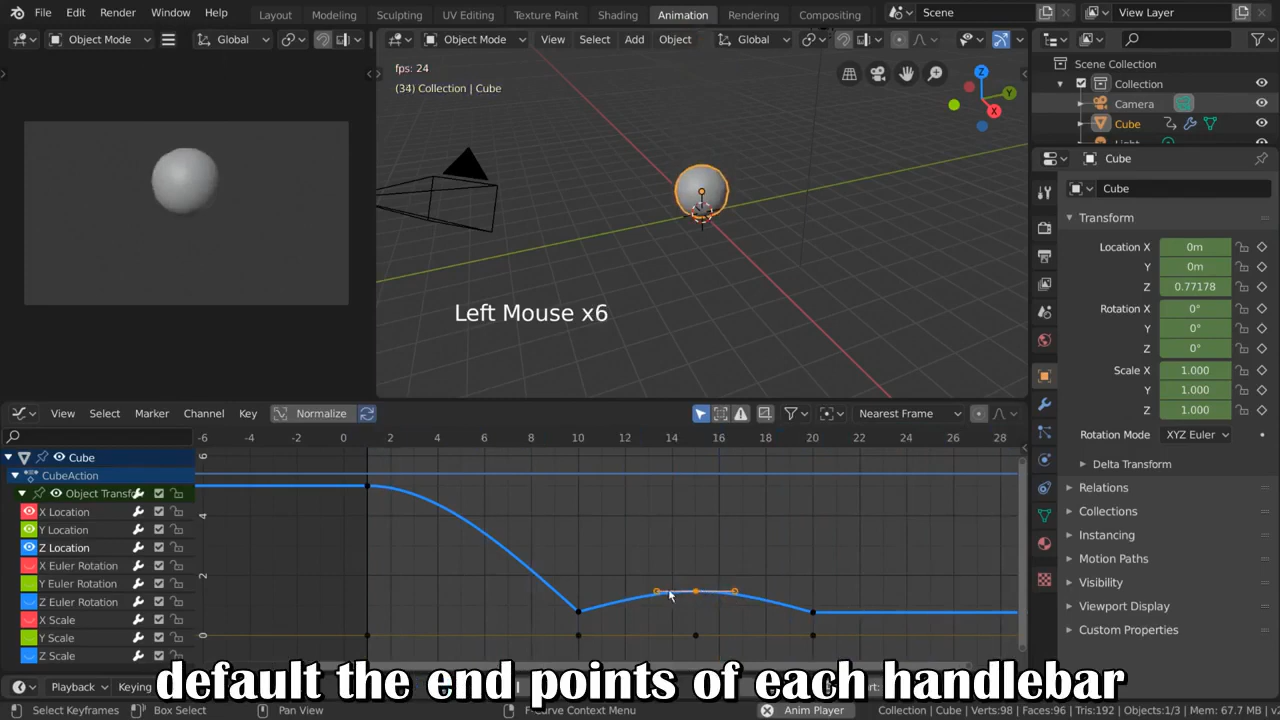 File Edit Render Window Help Layout Modeling Sculpting UV Editing Texture Paint Shading Animation Rendering Compositing Scene View Layer
Object Mode Global Object Mode View Select Add Object Global
fps: 24
(34) Collection | Cube
Z
Y
X
Left Mouse x6
Scene Collection
Collection
Camera
Cube
Cube
Cube
Transform
Location X 0m
Y 0m
Z 0.77178
Rotation X 0°
Y 0°
Z 0°
Scale X 1.000
Y 1.000
Z 1.000
Rotation Mode XYZ Euler
Delta Transform
Relations
Collections
Instancing
Motion Paths
Visibility
Viewport Display
Custom Properties
View Select Marker Channel Key Normalize Nearest Frame
-6 -4 -2 0 2 4 6 8 10 12 14 16 18 20 22 24 26 28
6
4
2
0
Cube
CubeAction
Object Transfo
X Location
Y Location
Z Location
X Euler Rotation
Y Euler Rotation
Z Euler Rotation
X Scale
Y Scale
Z Scale
default the end points of each handlebar
Playback Keying
Select Keyframes Box Select Pan View F-Curve Context Menu Anim Player Collection | Cube | Verts:98 | Faces:96 | Tris:192 | Objects:1/3 | Mem: 67.7 MB | v2